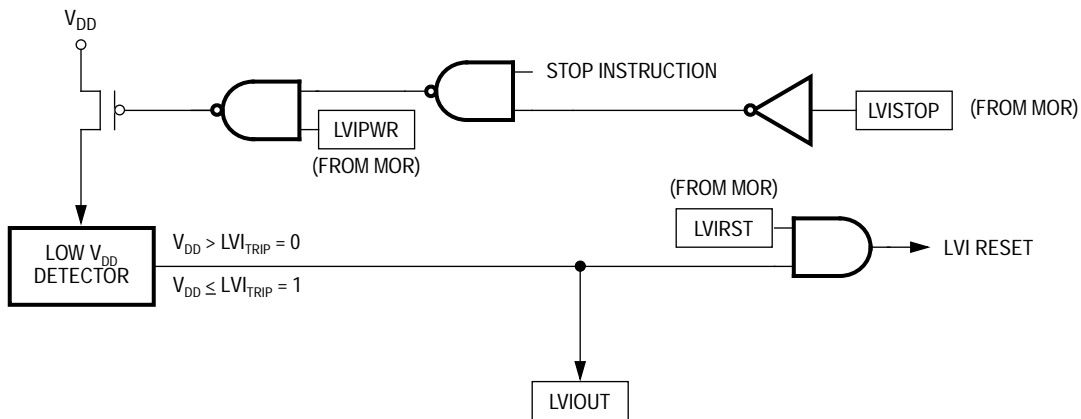 V_DD
STOP INSTRUCTION
LVIPWR
(FROM MOR)
LVISTOP
(FROM MOR)
(FROM MOR)
LVIRST
LVI RESET
LOW V_DD
DETECTOR
V_DD > LVI_TRIP = 0
V_DD ≤ LVI_TRIP = 1
LVIOUT